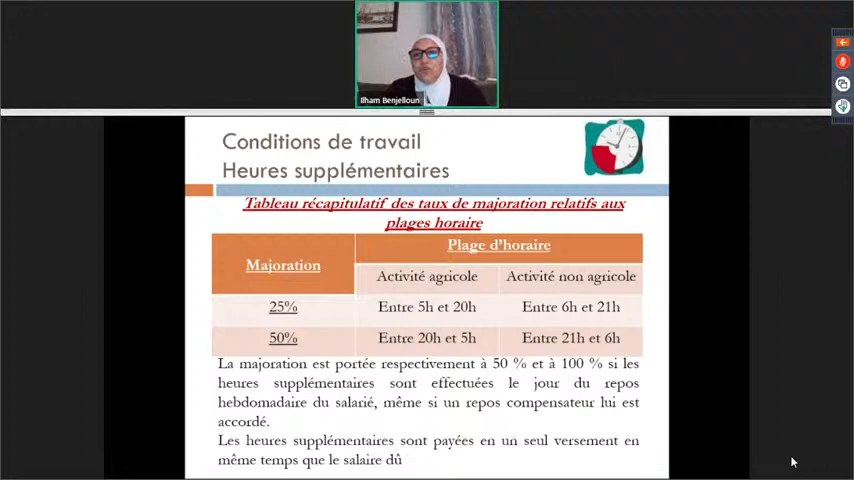 Ilham Benjelloun
Conditions de travail
Heures supplémentaires
Tableau récapitulatif des taux de majoration relatifs aux
plages horaire
Majoration
Plage d'horaire
Activité agricole
Activité non agricole
25%
Entre 5h et 20h
Entre 6h et 21h
50%
Entre 20h et 5h
Entre 21h et 6h
La majoration est portée respectivement à 50 % et à 100 % si les
heures supplémentaires sont effectuées le jour du repos
hebdomadaire du salarié, même si un repos compensateur lui est
accordé.
Les heures supplémentaires sont payées en un seul versement en
même temps que le salaire dû